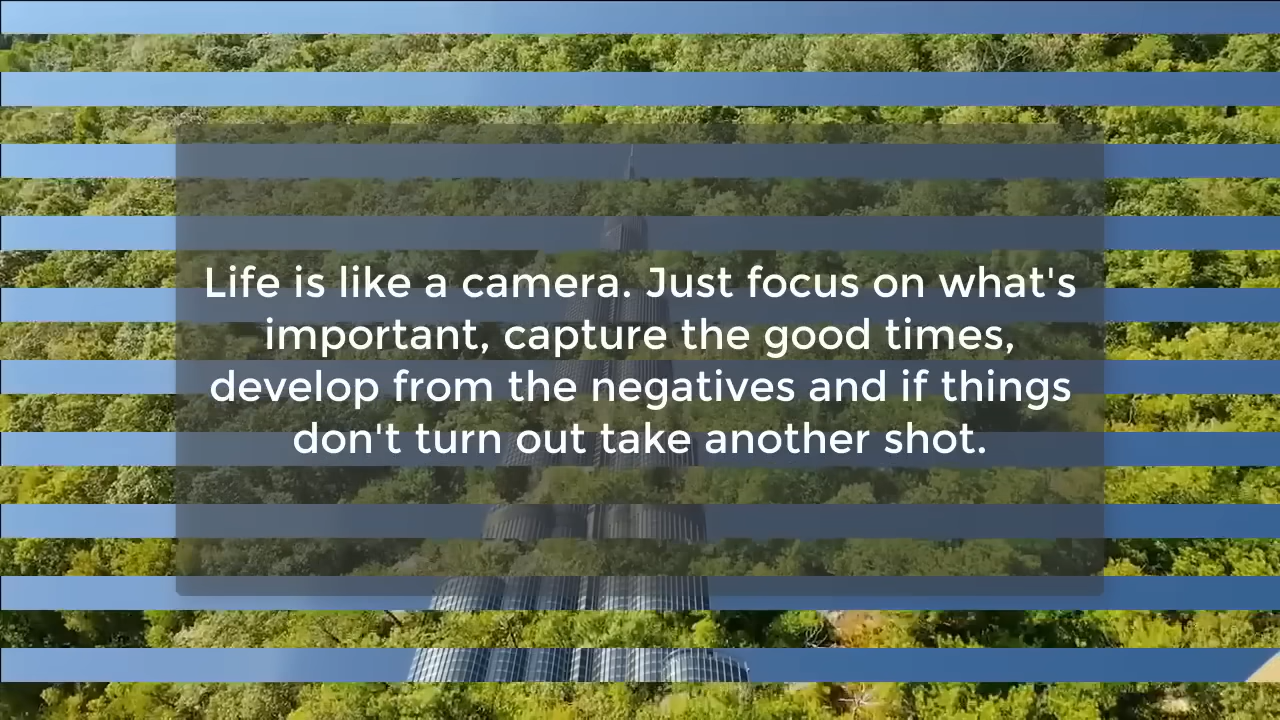 Life is like a camera. Just focus on what's
important, capture the good times,
develop from the negatives and if things
don't turn out take another shot.